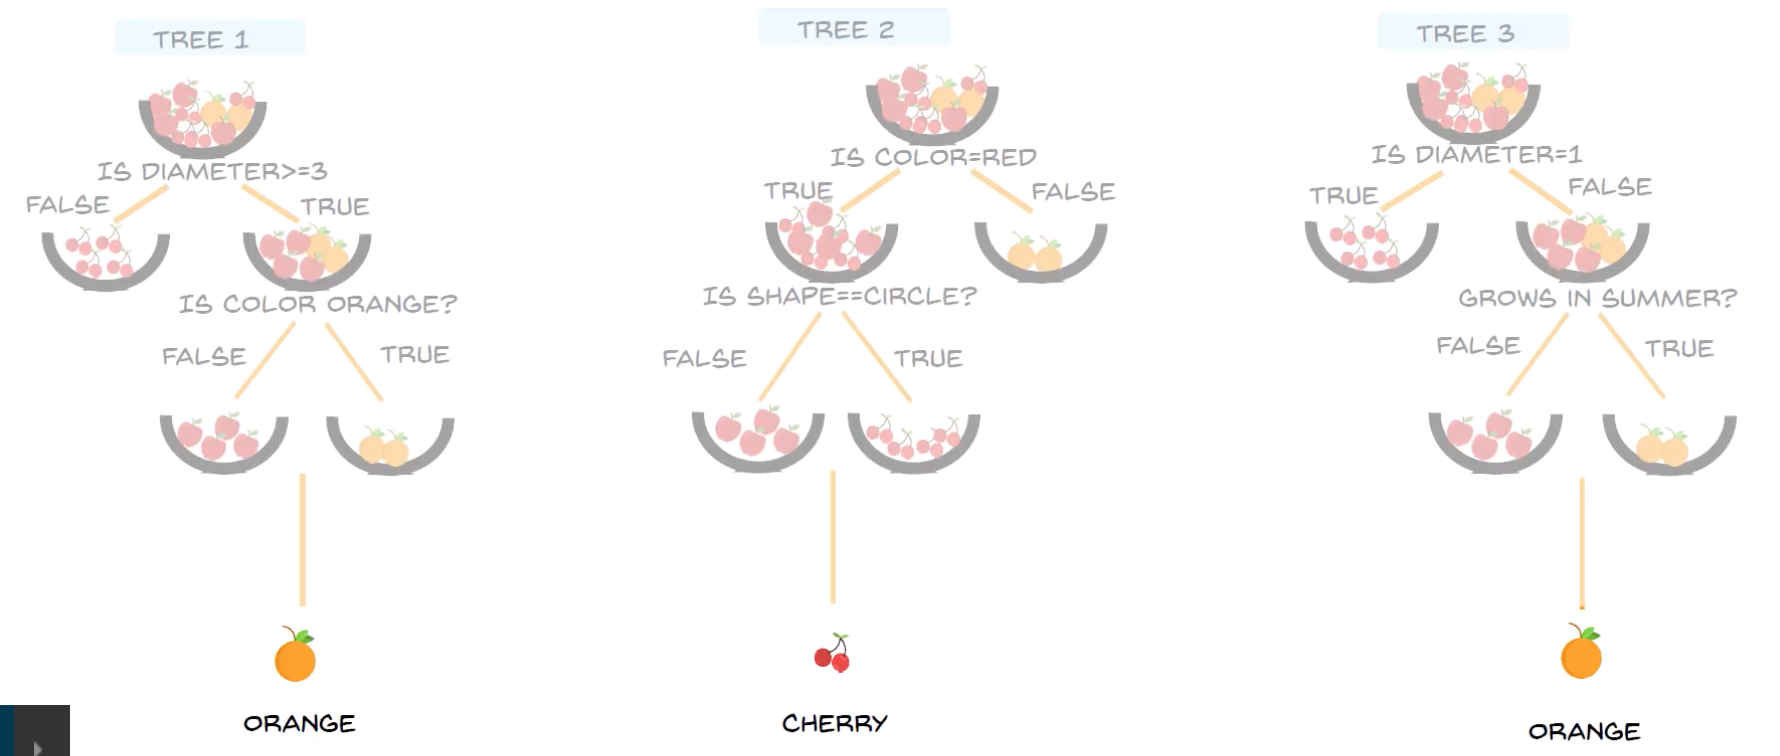 TREE 1
IS DIAMETER>=3
FALSE
TRUE
IS COLOR ORANGE?
FALSE
TRUE
ORANGE
TREE 2
IS COLOR=RED
TRUE
FALSE
IS SHAPE==CIRCLE?
FALSE
TRUE
CHERRY
TREE 3
IS DIAMETER=1
TRUE
FALSE
GROWS IN SUMMER?
FALSE
TRUE
ORANGE